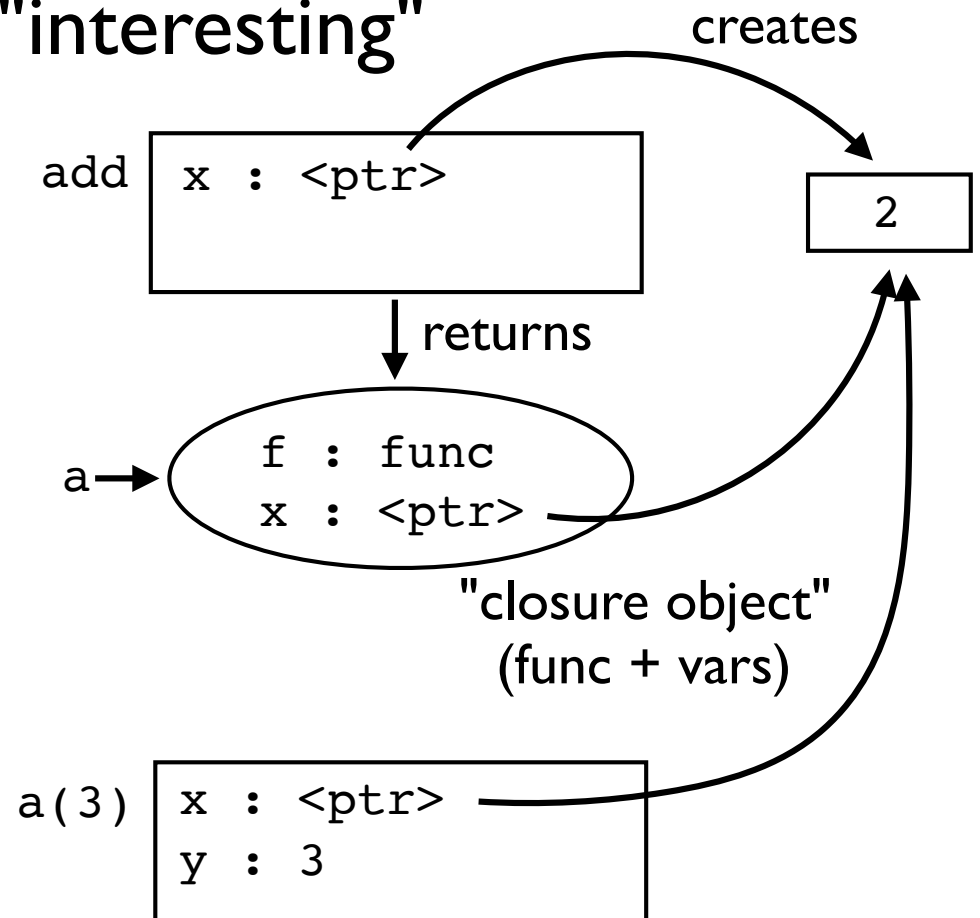 "interesting"
creates
add
x : <ptr>
2
returns
a
f : func
x : <ptr>
"closure object"
(func + vars)
a(3)
x : <ptr>
y : 3